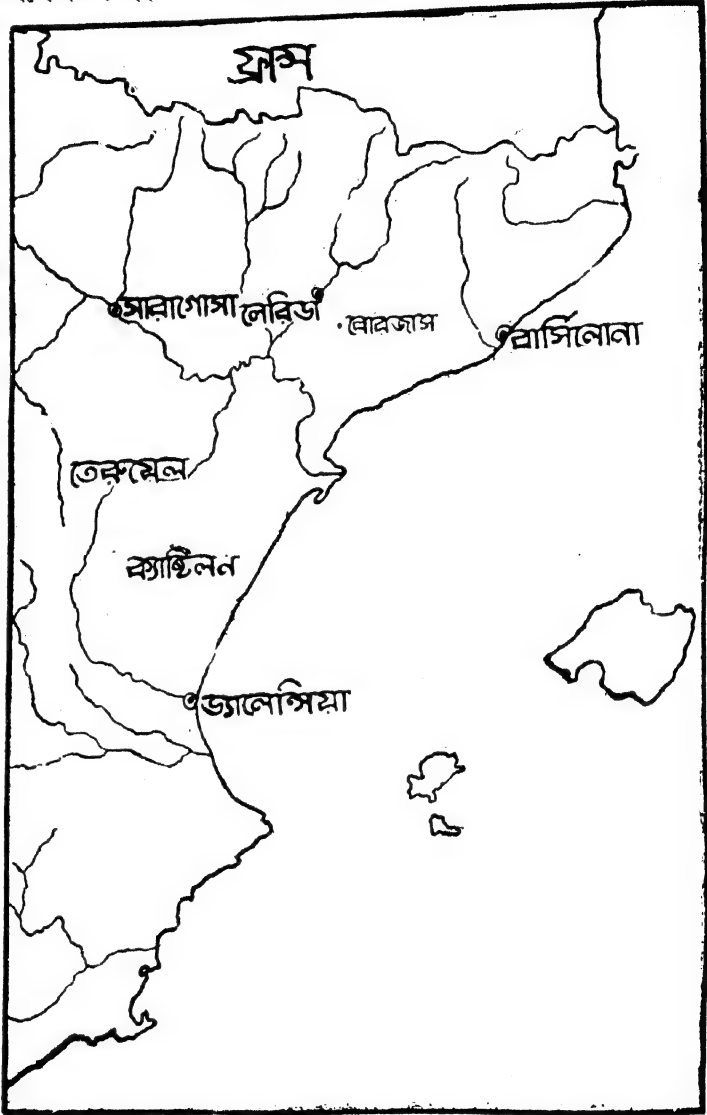 ফ্রান্স
সারাগোসা
লেরিডা
বোরজাস
বার্সিলোনা
তেরুয়েল
ক্যাষ্টিলন
ভ্যালেন্সিয়া